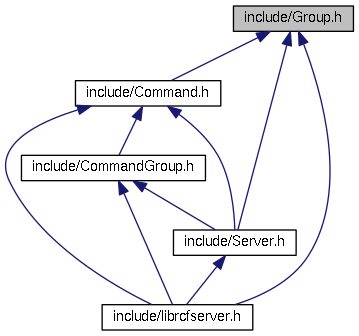 include/Group.h
include/Command.h
include/CommandGroup.h
include/Server.h
include/librcfserver.h